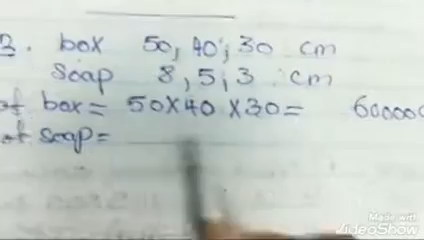 3. box 50, 40, 30 cm
Soap 8, 5, 3 cm
of box = 50X40 X30= 60000
of soap=
Made with
VideoShow